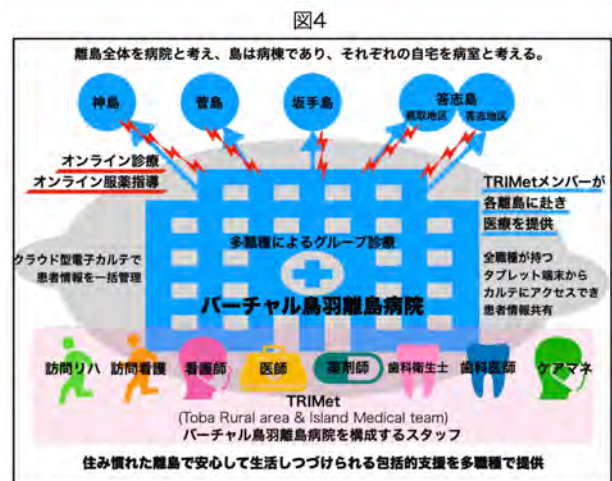 図4
離島全体を病院と考え、島は病棟であり、それぞれの自宅を病室と考える。
神島
菅島
坂手島
答志島
答志地区
オンライン診療
オンライン服薬指導
TRIMetメンバーが
各離島に赴き
医療を提供
多職種によるグループ診療
クラウド型電子カルテで
患者情報を一括管理
全職種が持つ
タブレット端末から
カルテにアクセスでき
患者情報共有
バーチャル鳥羽離島病院
訪問リハ 訪問看護 看護師 医師 薬剤師 歯科衛生士 歯科医師 ケアマネ
TRIMet
(Toba Rural area & Island Medical team)
バーチャル鳥羽離島病院を構成するスタッフ
住み慣れた離島で安心して生活しつづけられる包括的支援を多職種で提供